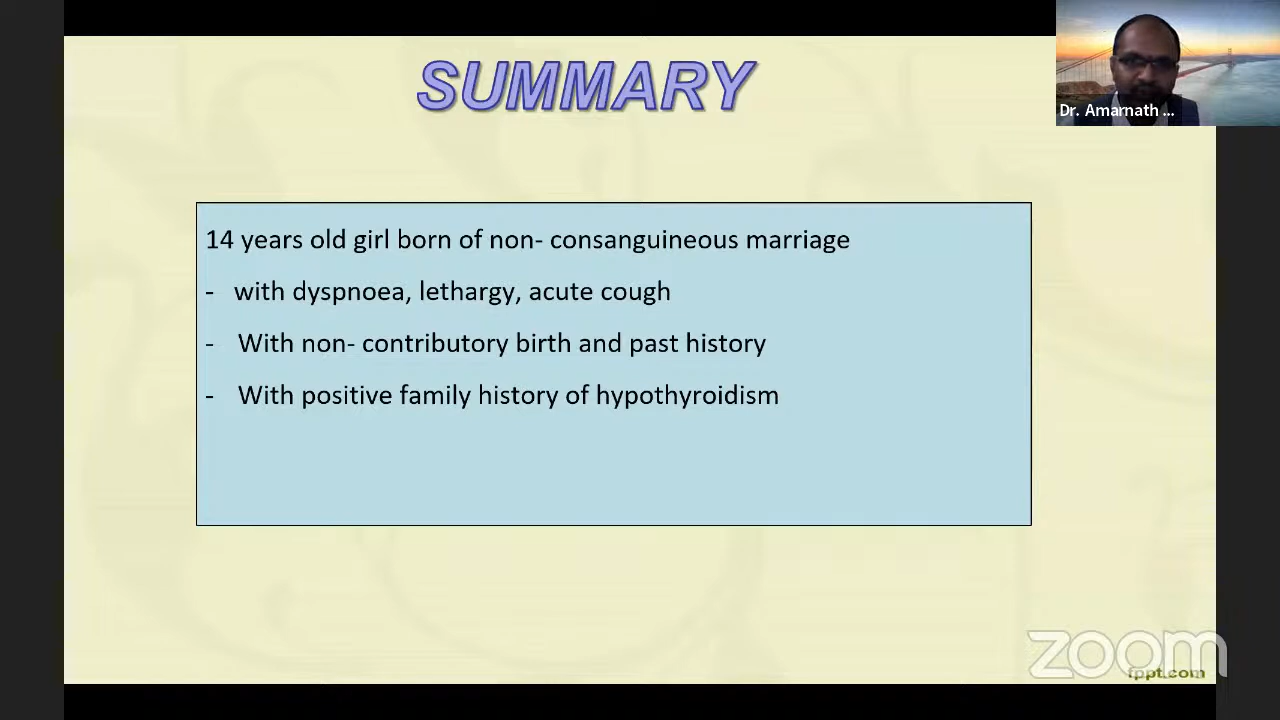 SUMMARY
Dr. Amarnath ...
14 years old girl born of non- consanguineous marriage
- with dyspnoea, lethargy, acute cough
- With non- contributory birth and past history
- With positive family history of hypothyroidism
zoom
fppt.com